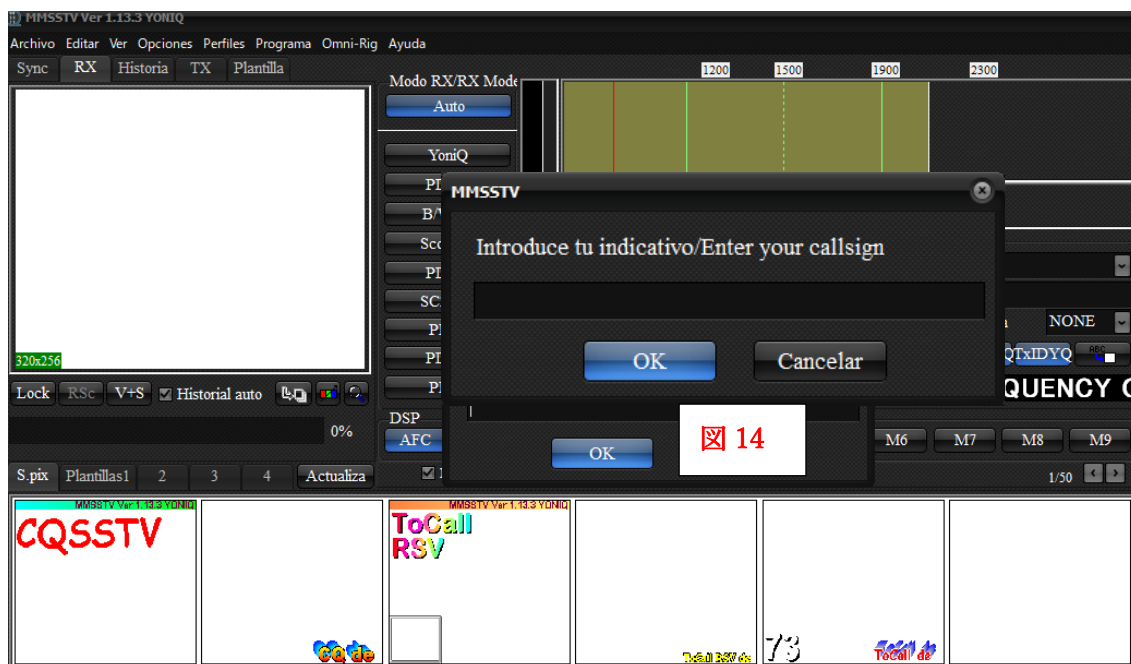 MMSSTV Ver 1.13.3 YONIQ
Archivo Editar Ver Opciones Perfiles Programa Omni-Rig Ayuda
Sync RX Historia TX Plantilla
Modo RX/RX Mode
1200 1500 1900 2300
Auto
YoniQ
MMSSTV
Introduce tu indicativo/Enter your callsign
OK Cancelar
NONE
QTxIDYQ
320x256
Lock RSc V+S Historial auto
0%
DSP
AFC
OK
図 14
M6 M7 M8 M9
S.pix Plantillas1 2 3 4 Actualiza
1/50
MMSSTV Ver 1.13.3 YONIQ
CQSSTV
CQ de
MMSSTV Ver 1.13.3 YONIQ
ToCall
RSV
ToCall RSV de
73
ToCall de